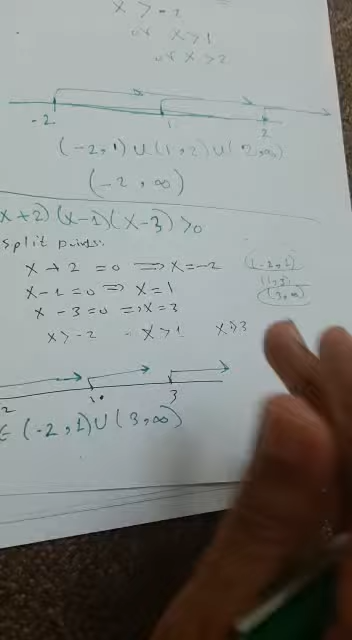 x > -2
or x > 1
or x > 2
-2 1 2
(-2,1) ∪ (1,2) ∪ (2,∞)
(-2,∞)
x+2)(x-1)(x-3)>0
split points:
x+2=0 ⟹ x=-2
x-1=0 ⟹ x=1
x-3=0 ⟹ x=3
x>-2 x>1 x>3
(-2,1)
(1,3)
(3,∞)
2 1 3
∈ (-2,1) ∪ (3,∞)